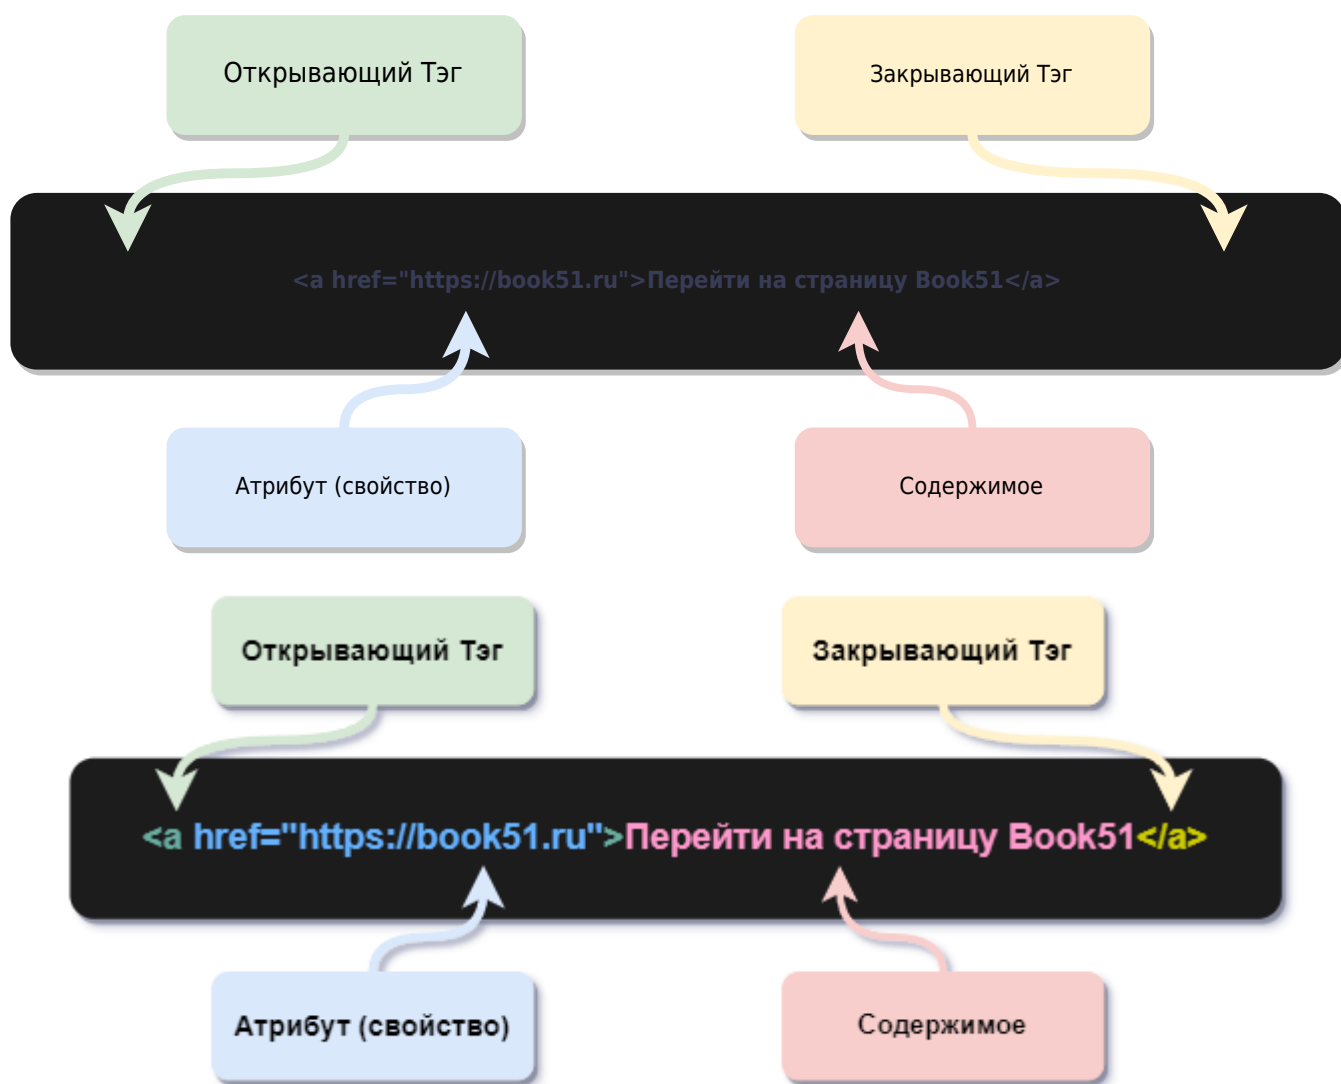 Открывающий Тэг
Закрывающий Тэг
<a href="https://book51.ru">Перейти на страницу Book51</a>
Атрибут (свойство)
Содержимое
Открывающий Тэг
Закрывающий Тэг
<a href="https://book51.ru">Перейти на страницу Book51</a>
Атрибут (свойство)
Содержимое